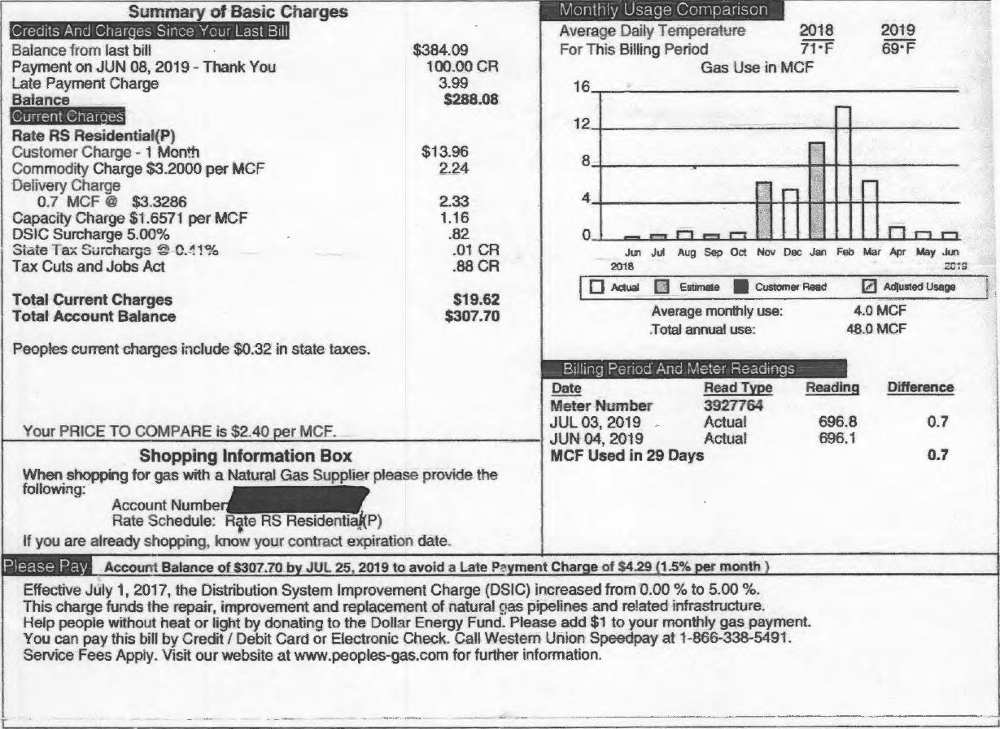 Summary of Basic Charges
Credits And Charges Since Your Last Bill
Balance from last bill $384.09
Payment on JUN 08, 2019 - Thank You 100.00 CR
Late Payment Charge 3.99
Balance $288.08
Current Charges
Rate RS Residential(P)
Customer Charge - 1 Month $13.96
Commodity Charge $3.2000 per MCF 2.24
Delivery Charge
0.7 MCF @ $3.3286 2.33
Capacity Charge $1.6571 per MCF 1.16
DSIC Surcharge 5.00% .82
State Tax Surcharge @ 0.41% .01 CR
Tax Cuts and Jobs Act .88 CR
Total Current Charges $19.62
Total Account Balance $307.70
Peoples current charges include $0.32 in state taxes.
Your PRICE TO COMPARE is $2.40 per MCF.
Shopping Information Box
When shopping for gas with a Natural Gas Supplier please provide the
following:
Account Number:
Rate Schedule: Rate RS Residential(P)
If you are already shopping, know your contract expiration date.
Monthly Usage Comparison
Average Daily Temperature 2018 2019
For This Billing Period 71°F 69°F
Gas Use in MCF
16
12
8
4
0
Jun Jul Aug Sep Oct Nov Dec Jan Feb Mar Apr May Jun
2018 2019
Actual Estimate Customer Read Adjusted Usage
Average monthly use: 4.0 MCF
Total annual use: 48.0 MCF
Billing Period And Meter Readings
Date Read Type Reading Difference
Meter Number 3927764
JUL 03, 2019 Actual 696.8 0.7
JUN 04, 2019 Actual 696.1
MCF Used in 29 Days 0.7
Please Pay Account Balance of $307.70 by JUL 25, 2019 to avoid a Late Payment Charge of $4.29 (1.5% per month )
Effective July 1, 2017, the Distribution System Improvement Charge (DSIC) increased from 0.00 % to 5.00 %.
This charge funds the repair, improvement and replacement of natural gas pipelines and related infrastructure.
Help people without heat or light by donating to the Dollar Energy Fund. Please add $1 to your monthly gas payment.
You can pay this bill by Credit / Debit Card or Electronic Check. Call Western Union Speedpay at 1-866-338-5491.
Service Fees Apply. Visit our website at www.peoples-gas.com for further information.